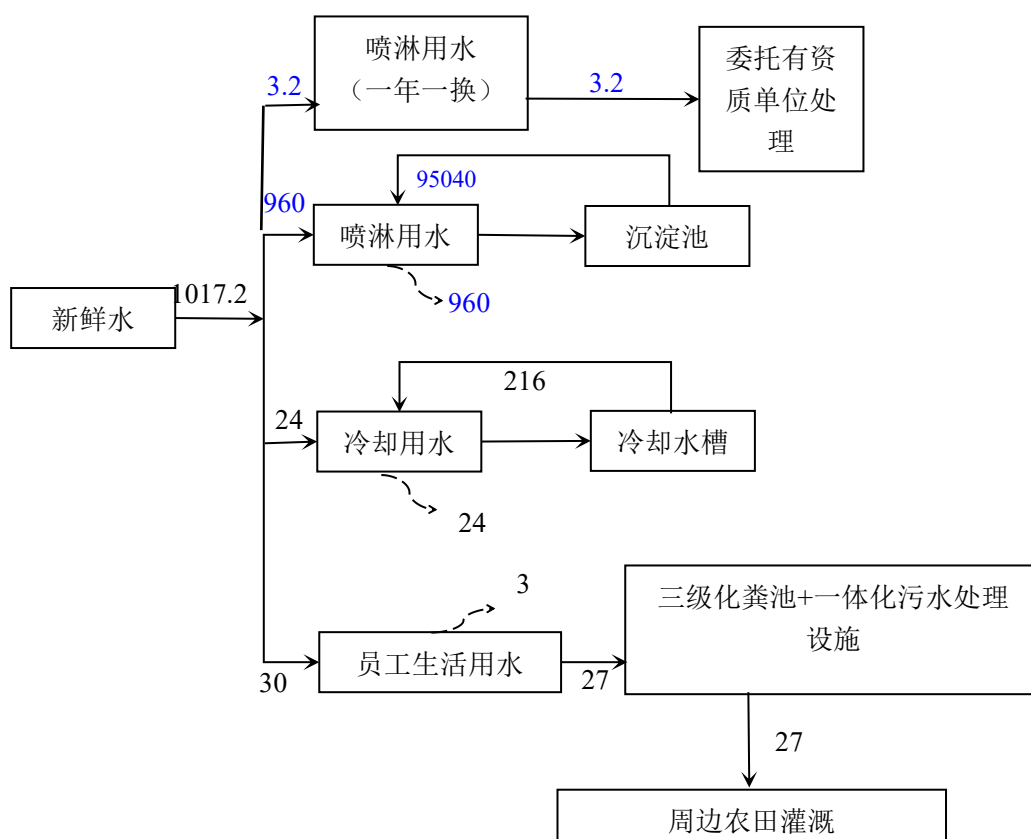 喷淋用水
（一年一换）
3.2
3.2
委托有资
质单位处
理
95040
960
喷淋用水
沉淀池
960
1017.2
新鲜水
216
24
冷却用水
冷却水槽
24
3
三级化粪池+一体化污水处理
设施
员工生活用水
30
27
27
周边农田灌溉